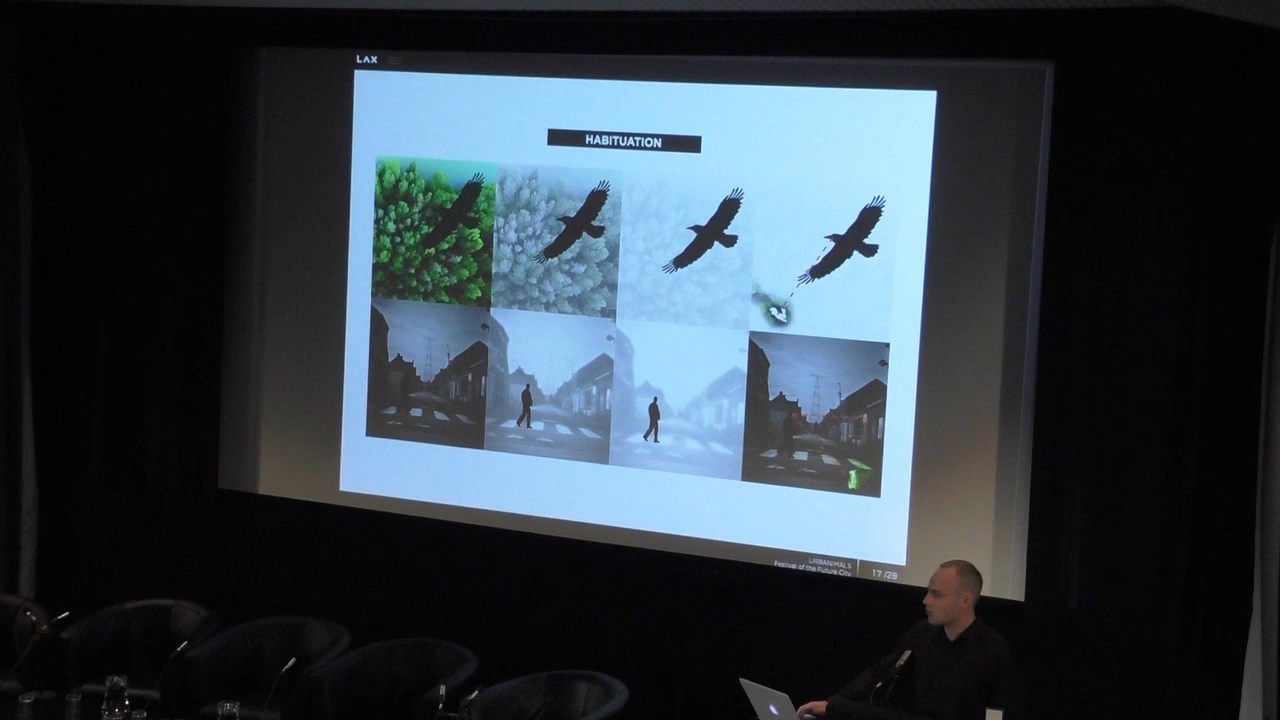 LAX
HABITUATION
URBANIMALS
Festival of the Future City
17 /28